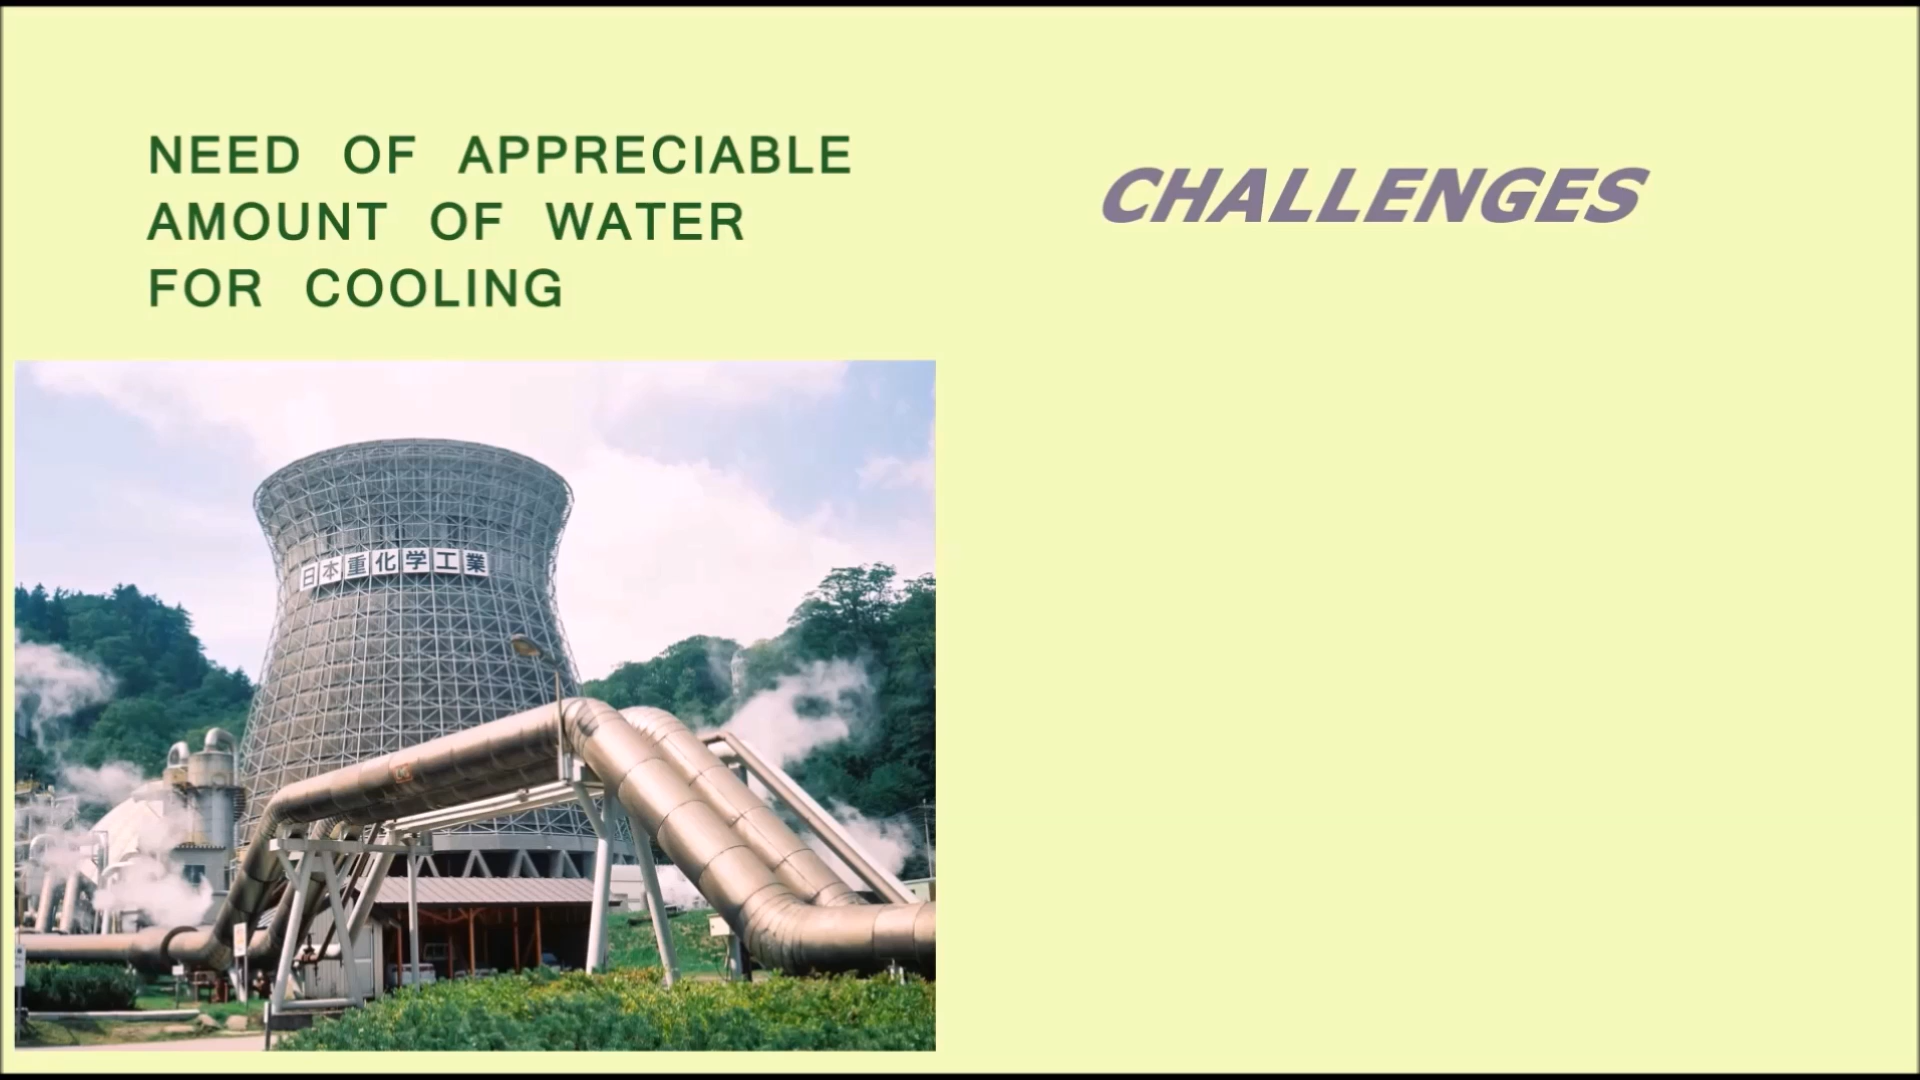 NEED OF APPRECIABLE
AMOUNT OF WATER
FOR COOLING
CHALLENGES
日本重化学工業